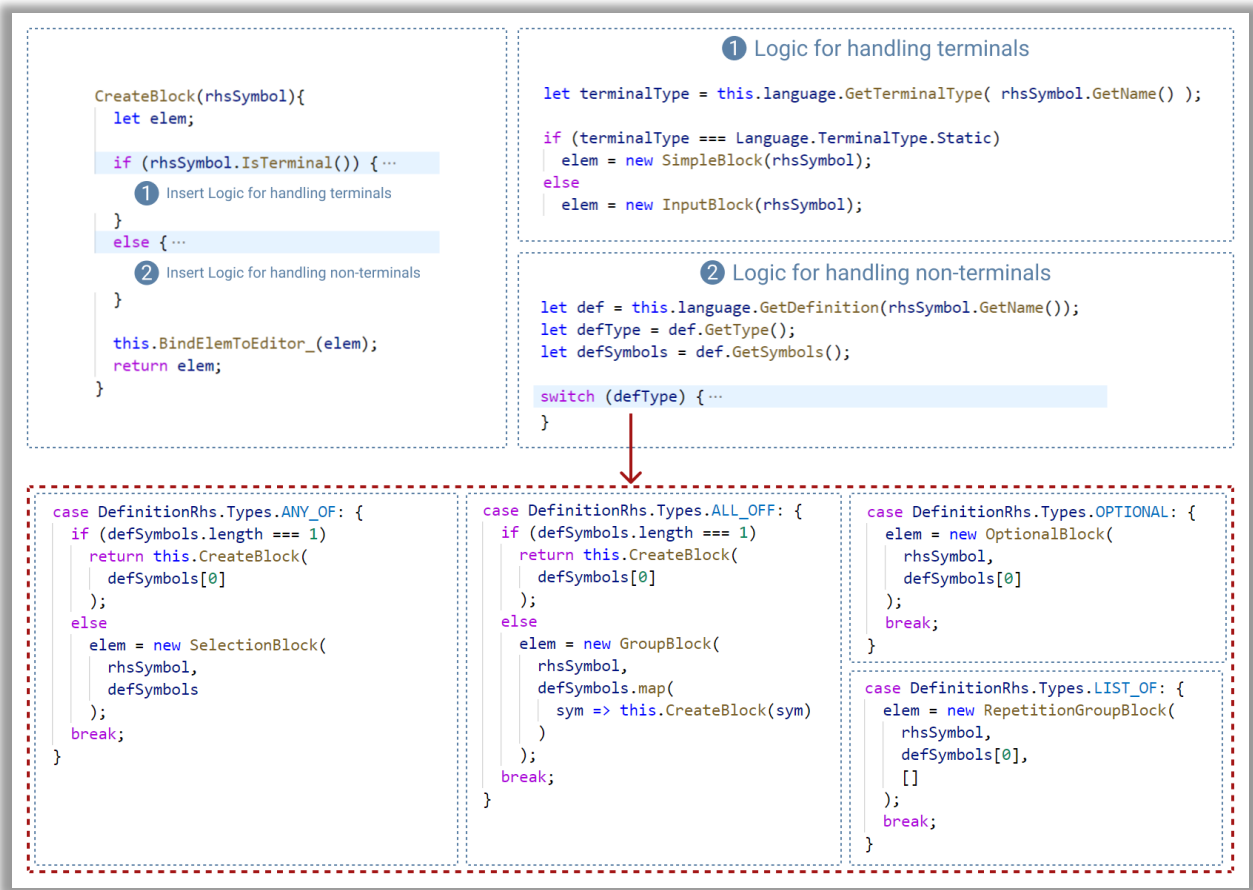 CreateBlock(rhsSymbol){
let elem;
if (rhsSymbol.IsTerminal()) { ···
1 Insert Logic for handling terminals
}
else { ···
2 Insert Logic for handling non-terminals
}
this.BindElemToEditor_(elem);
return elem;
}
1 Logic for handling terminals
let terminalType = this.language.GetTerminalType( rhsSymbol.GetName() );
if (terminalType === Language.TerminalType.Static)
elem = new SimpleBlock(rhsSymbol);
else
elem = new InputBlock(rhsSymbol);
2 Logic for handling non-terminals
let def = this.language.GetDefinition(rhsSymbol.GetName());
let defType = def.GetType();
let defSymbols = def.GetSymbols();
switch (defType) { ···
}
case DefinitionRhs.Types.ANY_OF: {
if (defSymbols.length === 1)
return this.CreateBlock(
defSymbols[0]
);
else
elem = new SelectionBlock(
rhsSymbol,
defSymbols
);
break;
}
case DefinitionRhs.Types.ALL_OFF: {
if (defSymbols.length === 1)
return this.CreateBlock(
defSymbols[0]
);
else
elem = new GroupBlock(
rhsSymbol,
defSymbols.map(
sym => this.CreateBlock(sym)
)
);
break;
}
case DefinitionRhs.Types.OPTIONAL: {
elem = new OptionalBlock(
rhsSymbol,
defSymbols[0]
);
break;
}
case DefinitionRhs.Types.LIST_OF: {
elem = new RepetitionGroupBlock(
rhsSymbol,
defSymbols[0],
[]
);
break;
}